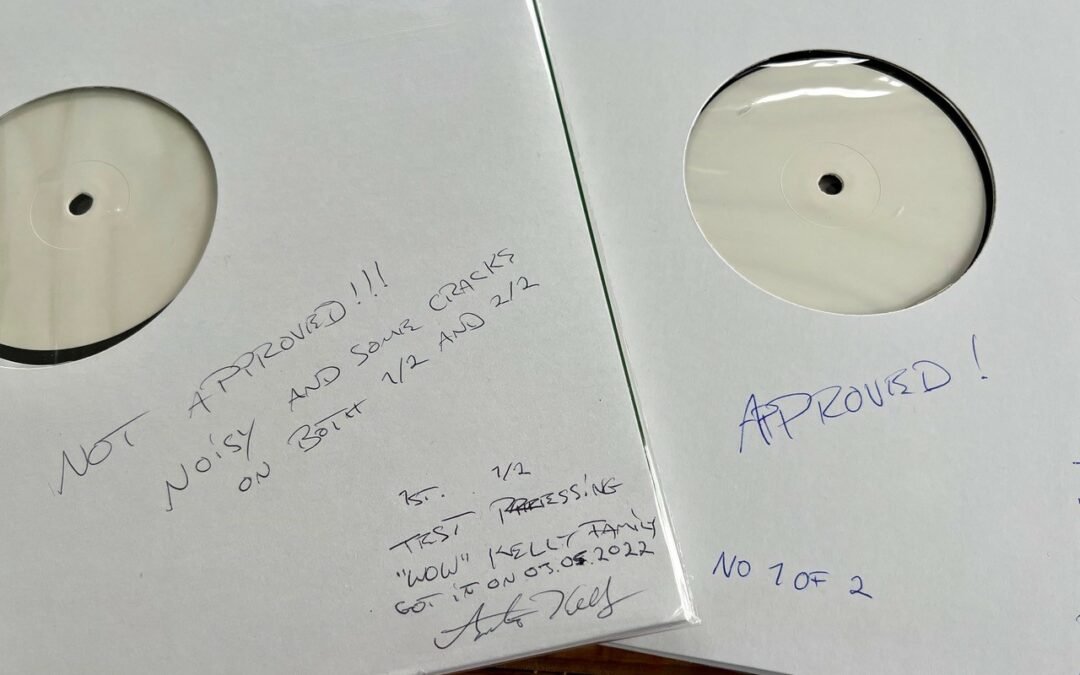 NOT APPROVED!!!
NOISY AND SOME CRACKS
ON BOTH 1/2 AND 2/2
1ST. 1/2
TEST PRESSING
"WOW" KELLY FAMILY
GOT IT ON 03.05.2022
APPROVED!
NO 1 OF 2